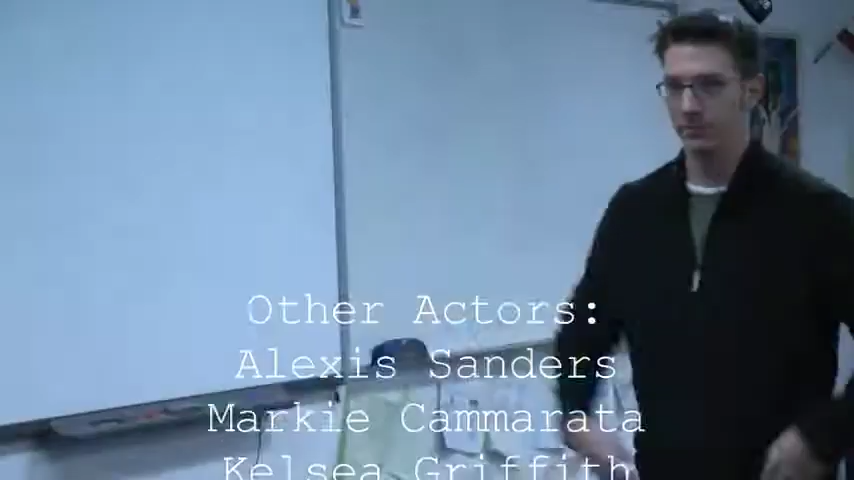 Other Actors:
Alexis Sanders
Markie Cammarata
Kelsea Griffith